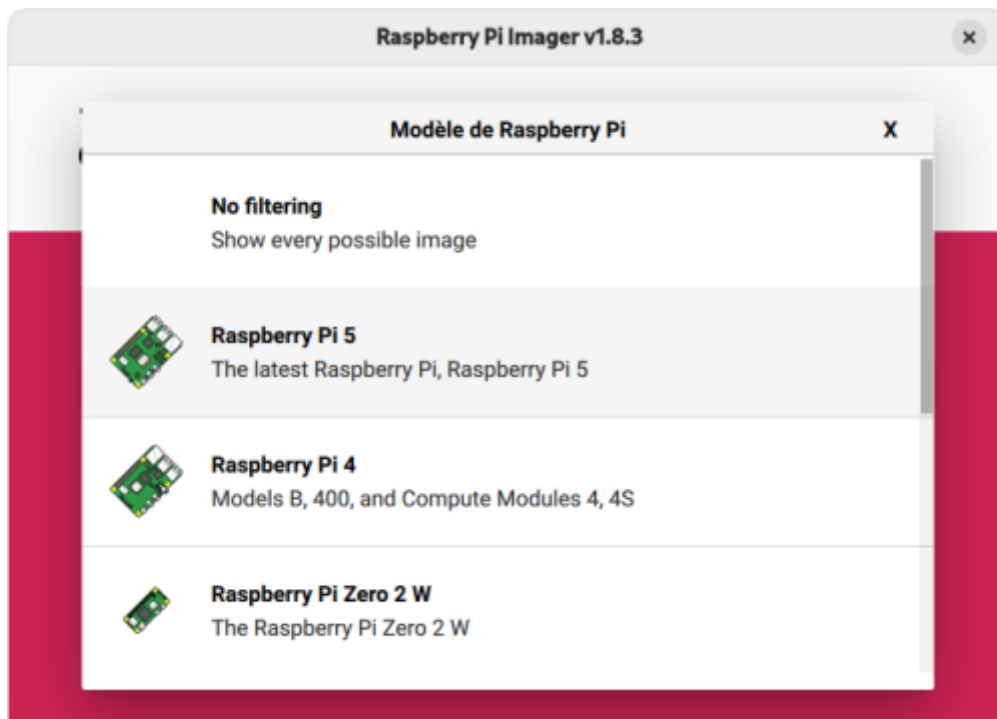 Raspberry Pi Imager v1.8.3
Modèle de Raspberry Pi X
No filtering
Show every possible image
Raspberry Pi 5
The latest Raspberry Pi, Raspberry Pi 5
Raspberry Pi 4
Models B, 400, and Compute Modules 4, 4S
Raspberry Pi Zero 2 W
The Raspberry Pi Zero 2 W